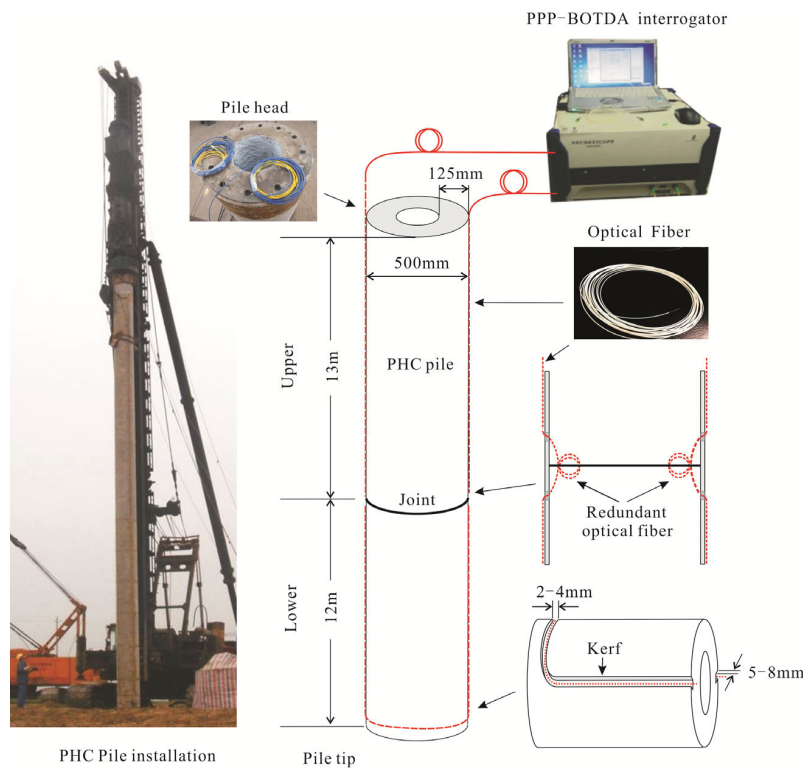 PPP-BOTDA interrogator
Pile head
125mm
Optical Fiber
500mm
Upper
13m
PHC pile
Joint
Redundant
optical fiber
Lower
12m
2-4mm
Kerf
5-8mm
PHC Pile installation
Pile tip